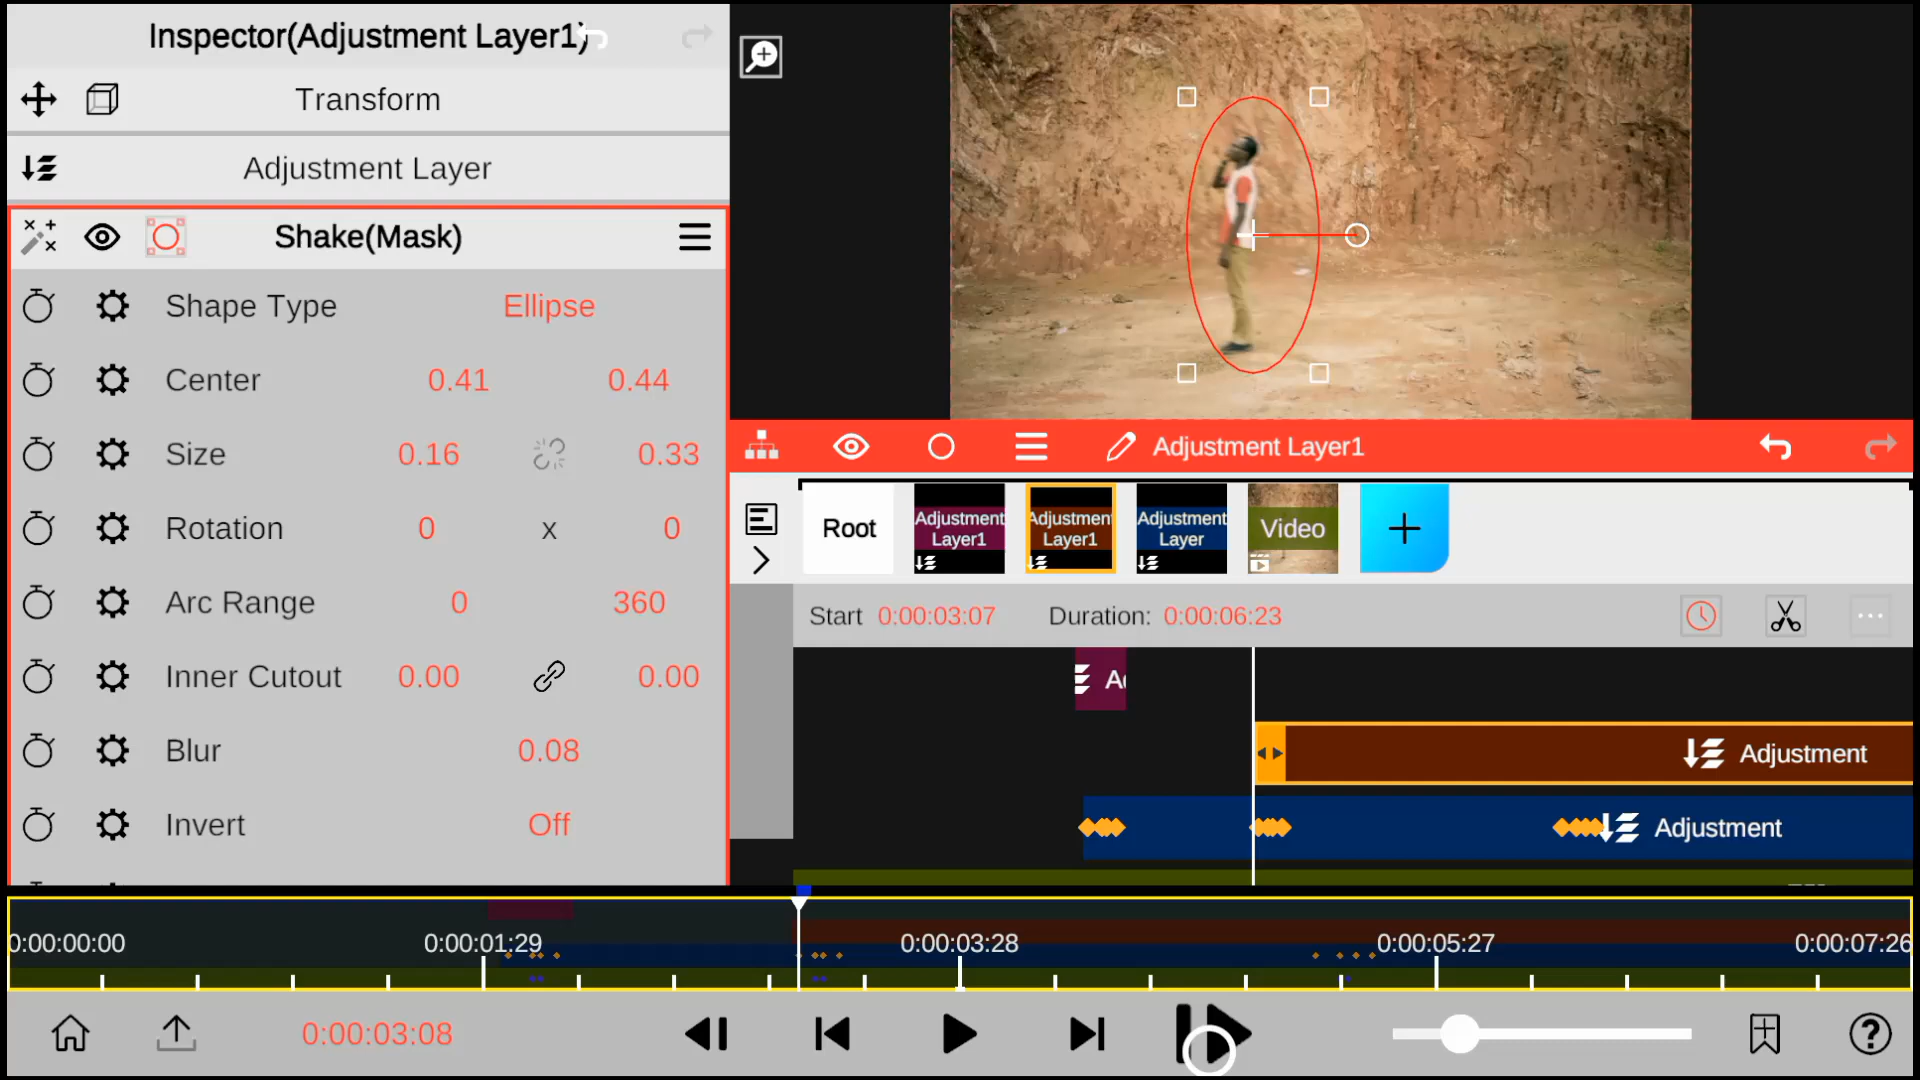 Inspector(Adjustment Layer1)
Transform
Adjustment Layer
Shake(Mask)
Shape Type Ellipse
Center 0.41 0.44
Size 0.16 0.33
Rotation 0 x 0
Arc Range 0 360
Inner Cutout 0.00 0.00
Blur 0.08
Invert Off
Adjustment Layer1
Root
Adjustment
Layer1
Adjustment
Layer1
Adjustment
Layer
Video
Start 0:00:03:07 Duration: 0:00:06:23
Adjustment
Adjustment
0:00:00:00 0:00:01:29 0:00:03:28 0:00:05:27 0:00:07:26
0:00:03:08